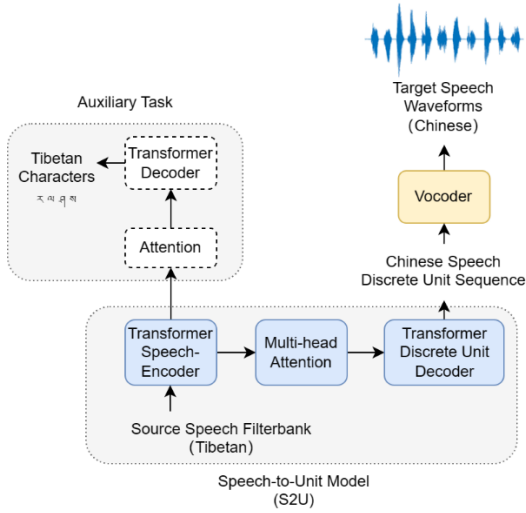 Target Speech
Waveforms
(Chinese)
Auxiliary Task
Tibetan
Characters
ར ལ ཤ ས
Transformer
Decoder
Attention
Vocoder
Chinese Speech
Discrete Unit Sequence
Transformer
Speech-
Encoder
Multi-head
Attention
Transformer
Discrete Unit
Decoder
Source Speech Filterbank
(Tibetan)
Speech-to-Unit Model
(S2U)